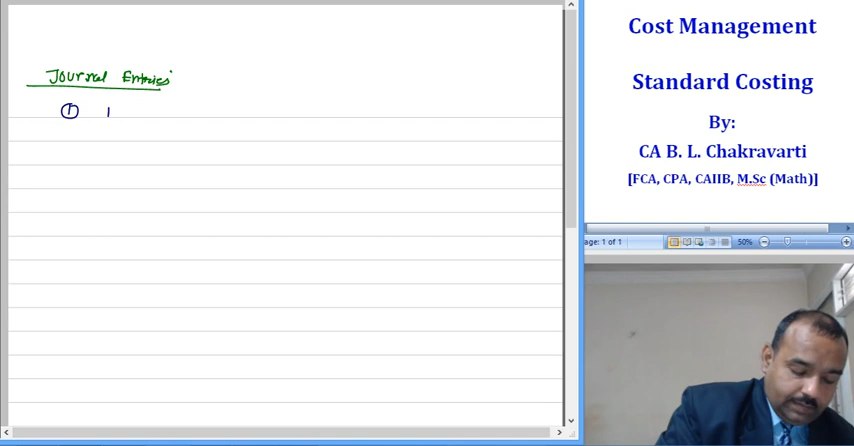 Journal Entries
① 1
Cost Management
Standard Costing
By:
CA B. L. Chakravarti
[FCA, CPA, CAIIB, M.Sc (Math)]
age: 1 of 1
50%